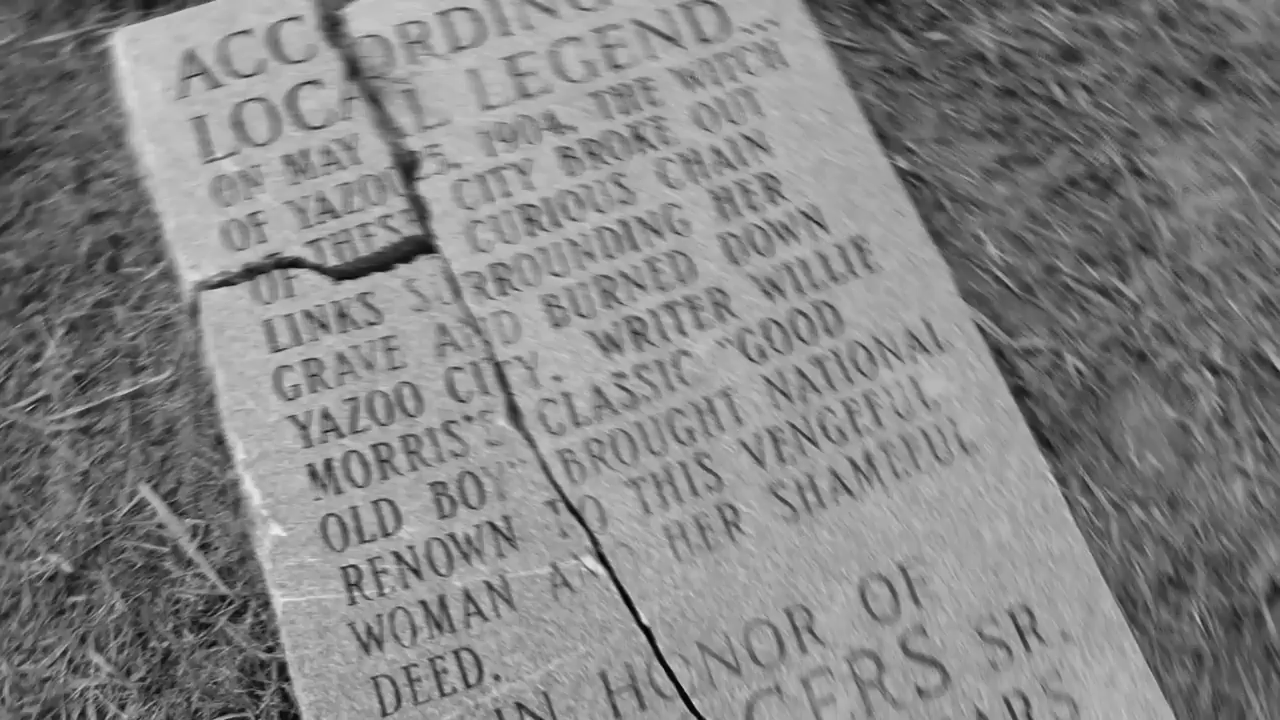 ACCORDING
LOCAL LEGEND...
ON MAY 25, 1904, THE WITCH
OF YAZOO CITY BROKE OUT
OF THESE CURIOUS CHAIN
LINKS SURROUNDING HER
GRAVE AND BURNED DOWN
YAZOO CITY. WRITER WILLIE
MORRIS'S CLASSIC "GOOD
OLD BOY" BROUGHT NATIONAL
RENOWN TO THIS VENGEFUL
WOMAN AND HER SHAMEFUL
DEED.
IN HONOR OF
SR.